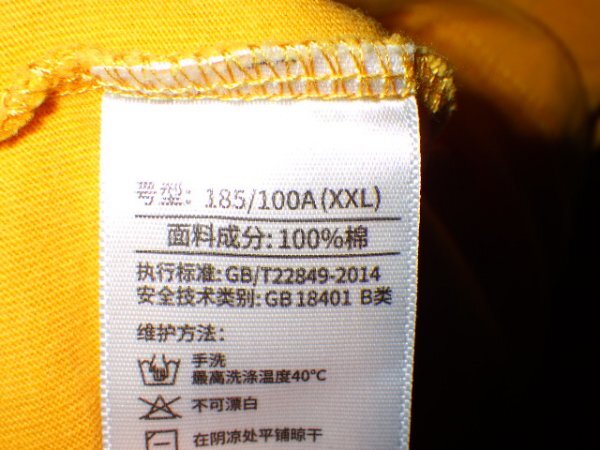 号型: 185/100A(XXL)
面料成分: 100%棉
执行标准: GB/T22849-2014
安全技术类别: GB 18401 B类
维护方法:
手洗
最高洗涤温度40℃
不可漂白
在阴凉处平铺晾干